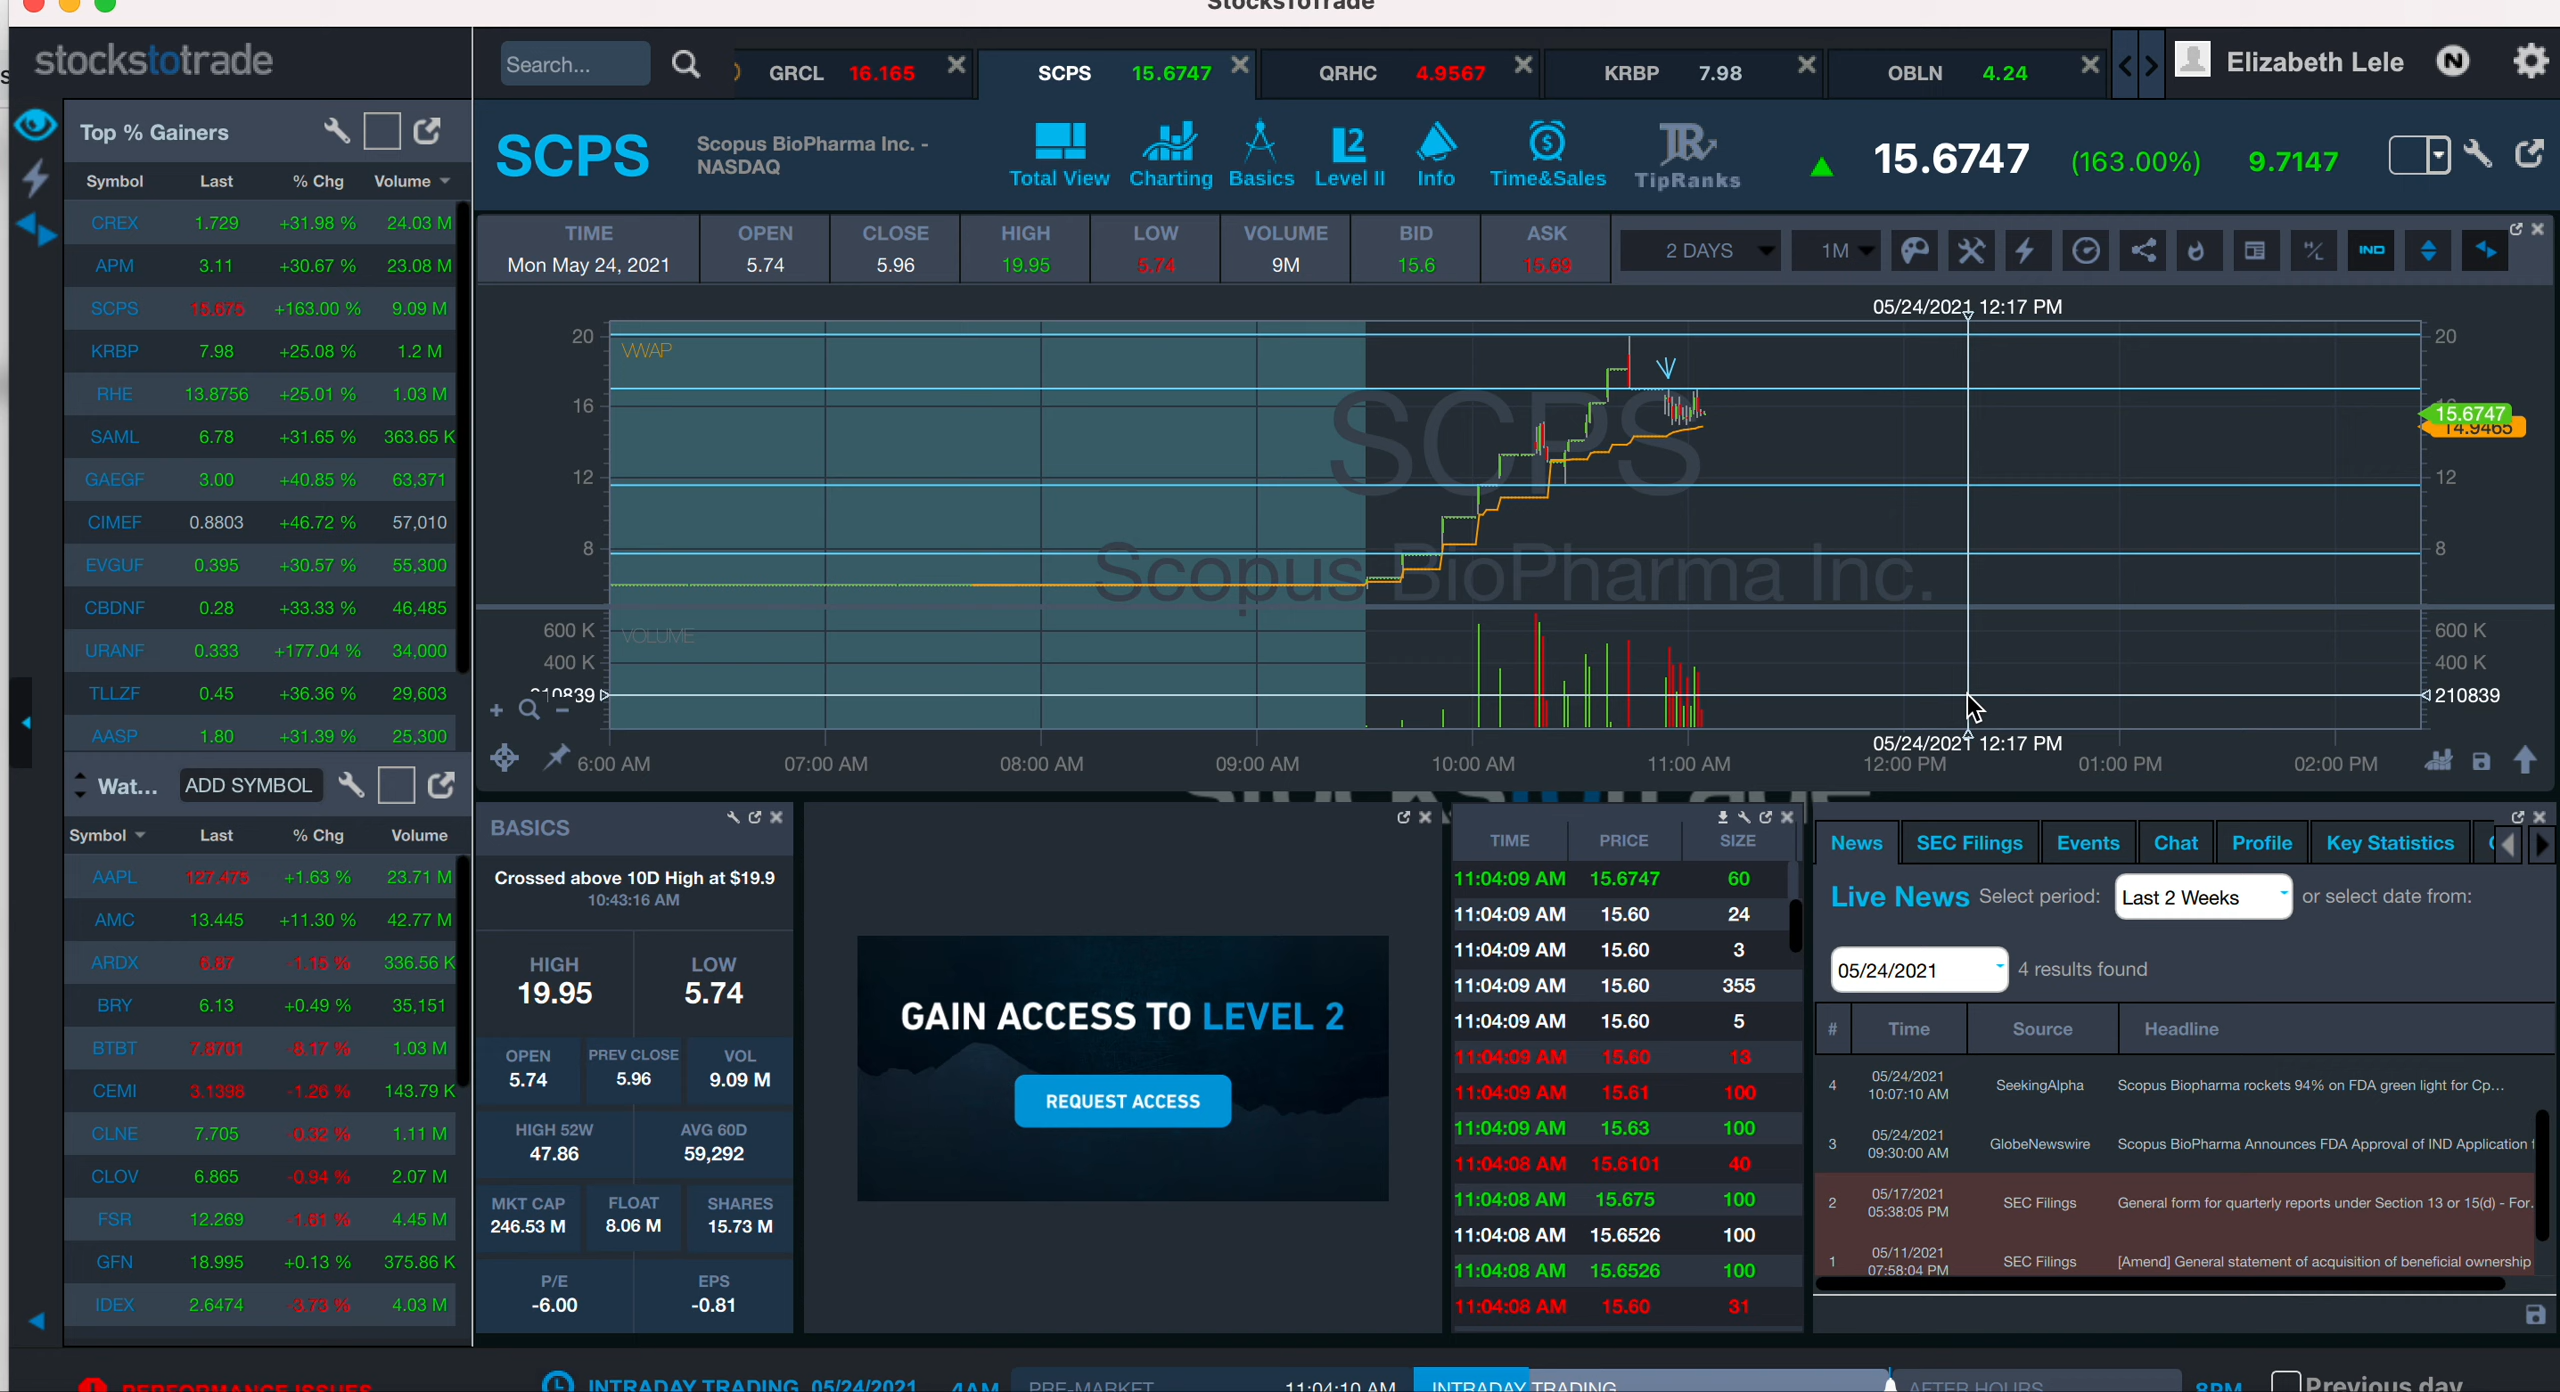 StocksToTrade
stockstotrade
Search...
GRCL 16.165
SCPS 15.6747
QRHC 4.9567
KRBP 7.98
OBLN 4.24
Elizabeth Lele
N
Top % Gainers
Symbol Last % Chg Volume
CREX 1.729 +31.98 % 24.03 M
APM 3.11 +30.67 % 23.08 M
SCPS 15.675 +163.00 % 9.09 M
KRBP 7.98 +25.08 % 1.2 M
RHE 13.8756 +25.01 % 1.03 M
SAML 6.78 +31.65 % 363.65 K
GAEGF 3.00 +40.85 % 63,371
CIMEF 0.8803 +46.72 % 57,010
EVGUF 0.395 +30.57 % 55,300
CBDNF 0.28 +33.33 % 46,485
URANF 0.333 +177.04 % 34,000
TLLZF 0.45 +36.36 % 29,603
AASP 1.80 +31.39 % 25,300
Wat... ADD SYMBOL
Symbol Last % Chg Volume
AAPL 127.475 +1.63 % 23.71 M
AMC 13.445 +11.30 % 42.77 M
ARDX 6.87 -1.15 % 336.56 K
BRY 6.13 +0.49 % 35,151
BTBT 7.8701 -8.17 % 1.03 M
CEMI 3.1398 -1.26 % 143.79 K
CLNE 7.705 -0.32 % 1.11 M
CLOV 6.865 -0.94 % 2.07 M
FSR 12.269 -1.61 % 4.45 M
GFN 18.995 +0.13 % 375.86 K
IDEX 2.6474 -3.73 % 4.03 M
SCPS
Scopus BioPharma Inc. -
NASDAQ
Total View Charting Basics Level II Info Time&Sales TipRanks
15.6747 (163.00%) 9.7147
TIME OPEN CLOSE HIGH LOW VOLUME BID ASK
Mon May 24, 2021 5.74 5.96 19.95 5.74 9M 15.6 15.69
2 DAYS 1M
IND
05/24/2021 12:17 PM
VWAP
20 20
16
12 12
8 8
15.6747
14.9465
SCPS
Scopus BioPharma Inc.
VOLUME
600 K 600 K
400 K 400 K
210839
05/24/2021 12:17 PM
6:00 AM 07:00 AM 08:00 AM 09:00 AM 10:00 AM 11:00 AM 12:00 PM 01:00 PM 02:00 PM
BASICS
Crossed above 10D High at $19.9
10:43:16 AM
HIGH LOW
19.95 5.74
OPEN PREV CLOSE VOL
5.74 5.96 9.09 M
HIGH 52W AVG 60D
47.86 59,292
MKT CAP FLOAT SHARES
246.53 M 8.06 M 15.73 M
P/E EPS
-6.00 -0.81
GAIN ACCESS TO LEVEL 2
REQUEST ACCESS
TIME PRICE SIZE
11:04:09 AM 15.6747 60
11:04:09 AM 15.60 24
11:04:09 AM 15.60 3
11:04:09 AM 15.60 355
11:04:09 AM 15.60 5
11:04:09 AM 15.60 13
11:04:09 AM 15.61 100
11:04:09 AM 15.63 100
11:04:08 AM 15.6101 40
11:04:08 AM 15.675 100
11:04:08 AM 15.6526 100
11:04:08 AM 15.6526 100
11:04:08 AM 15.60 31
News SEC Filings Events Chat Profile Key Statistics
Live News Select period: Last 2 Weeks or select date from:
05/24/2021 4 results found
# Time Source Headline
4 05/24/2021 10:07:10 AM SeekingAlpha Scopus Biopharma rockets 94% on FDA green light for Cp...
3 05/24/2021 09:30:00 AM GlobeNewswire Scopus BioPharma Announces FDA Approval of IND Application
2 05/17/2021 05:38:05 PM SEC Filings General form for quarterly reports under Section 13 or 15(d) - For.
1 05/11/2021 07:58:04 PM SEC Filings [Amend] General statement of acquisition of beneficial ownership
PERFORMANCE ISSUES
INTRADAY TRADING 05/24/2021 4AM PRE-MARKET 11:04:10 AM INTRADAY TRADING AFTER HOURS 8PM Previous day